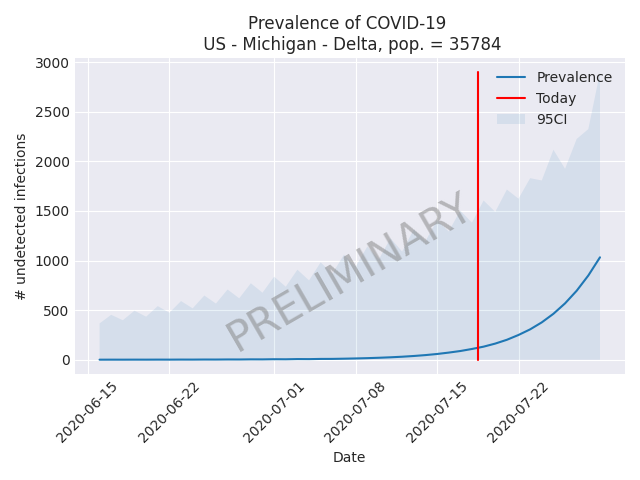 Prevalence of COVID-19
US - Michigan - Delta, pop. = 35784
3000
2500
2000
1500
1000
500
0
# undetected infections
Prevalence
Today
95CI
PRELIMINARY
2020-06-15
2020-06-22
2020-07-01
2020-07-08
2020-07-15
2020-07-22
Date